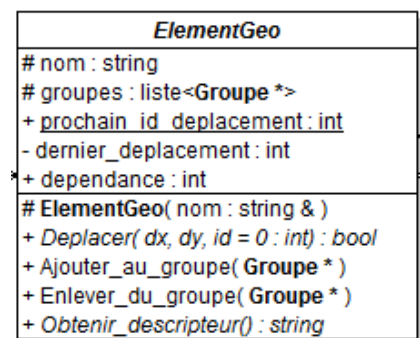 ElementGeo
# nom : string
# groupes : liste<Groupe *>
+ prochain_id_deplacement : int
- dernier_deplacement : int
+ dependance : int
# ElementGeo( nom : string & )
+ Deplacer( dx, dy, id = 0 : int) : bool
+ Ajouter_au_groupe( Groupe * )
+ Enlever_du_groupe( Groupe * )
+ Obtenir_descripteur() : string